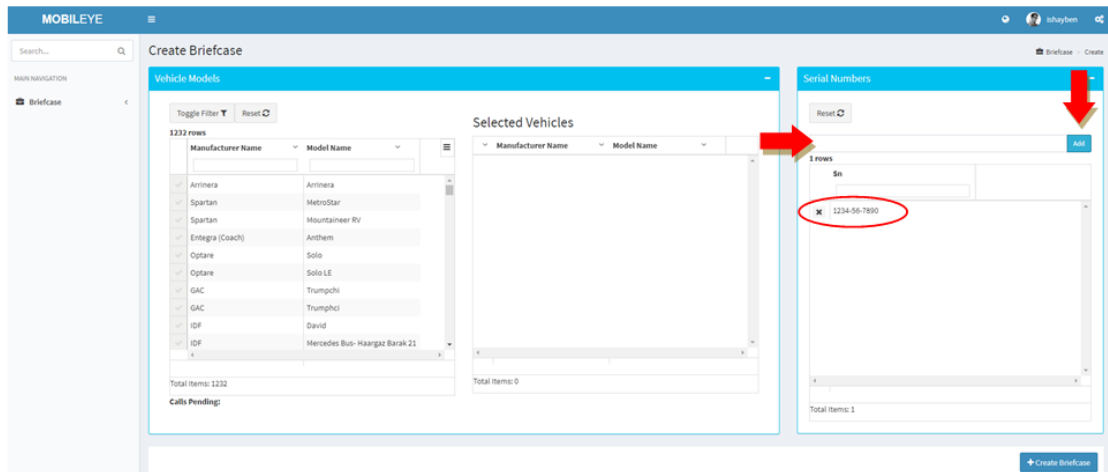 MOBILEYE
ishayben
Search...
Create Briefcase
Briefcase > Create
MAIN NAVIGATION
Briefcase
Vehicle Models
Serial Numbers
Toggle Filter Reset
Selected Vehicles
Reset
1232 rows
Add
Manufacturer Name Model Name
Manufacturer Name Model Name
1 rows
Sn
Arrinera Arrinera
1234-56-7890
Spartan MetroStar
Spartan Mountaineer RV
Entegra (Coach) Anthem
Optare Solo
Optare Solo LE
GAC Trumpchi
GAC Trumphci
IDF David
IDF Mercedes Bus- Haargaz Barak 21
Total Items: 1232
Total Items: 0
Calls Pending:
Total Items: 1
+ Create Briefcase